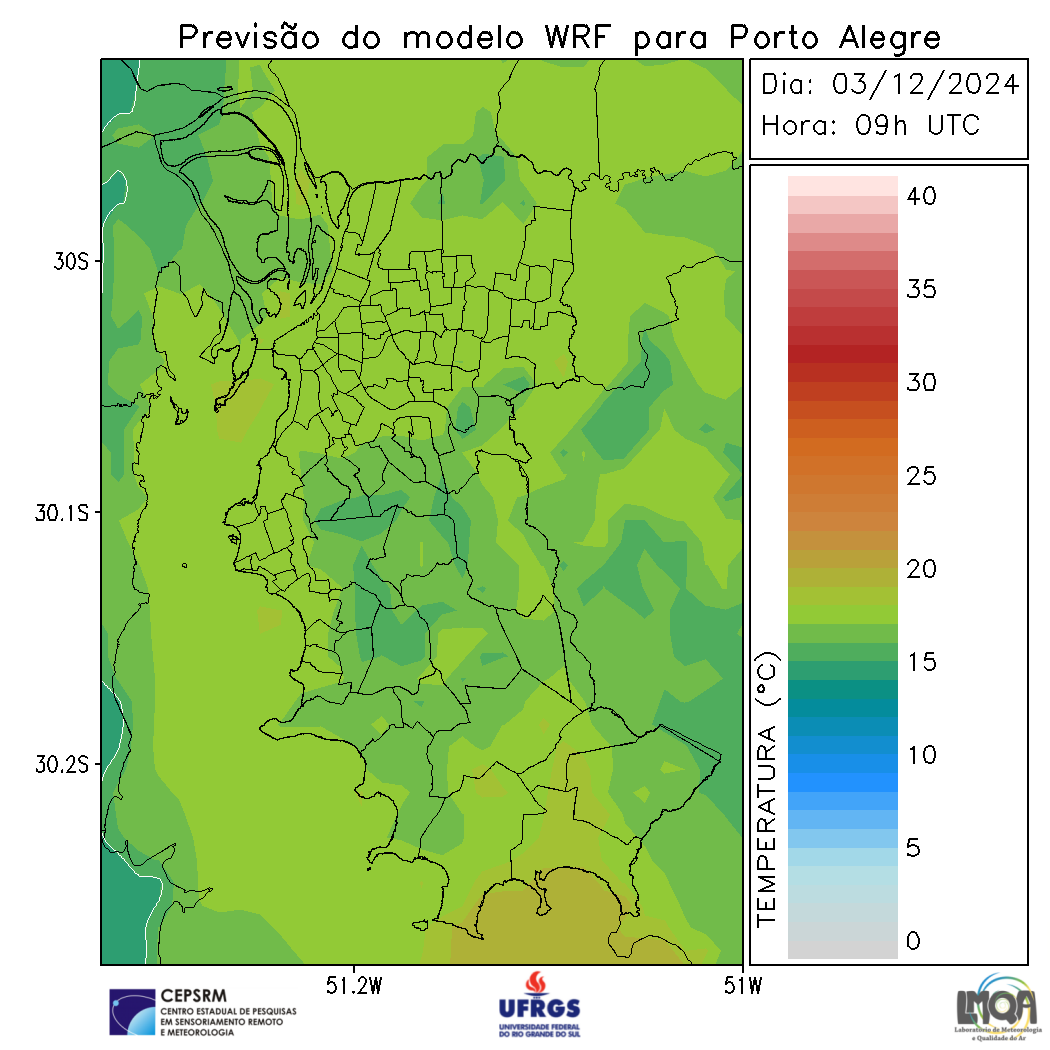 Previsão do modelo WRF para Porto Alegre
Dia: 03/12/2024
Hora: 09h UTC
30S
30.1S
30.2S
51.2W
51W
40
35
30
25
20
15
10
5
0
TEMPERATURA (°C)
CEPSRM
CENTRO ESTADUAL DE PESQUISAS
EM SENSORIAMENTO REMOTO
E METEOROLOGIA
UFRGS
UNIVERSIDADE FEDERAL
DO RIO GRANDE DO SUL
LMQA
Laboratório de Meteorologia
e Qualidade do Ar